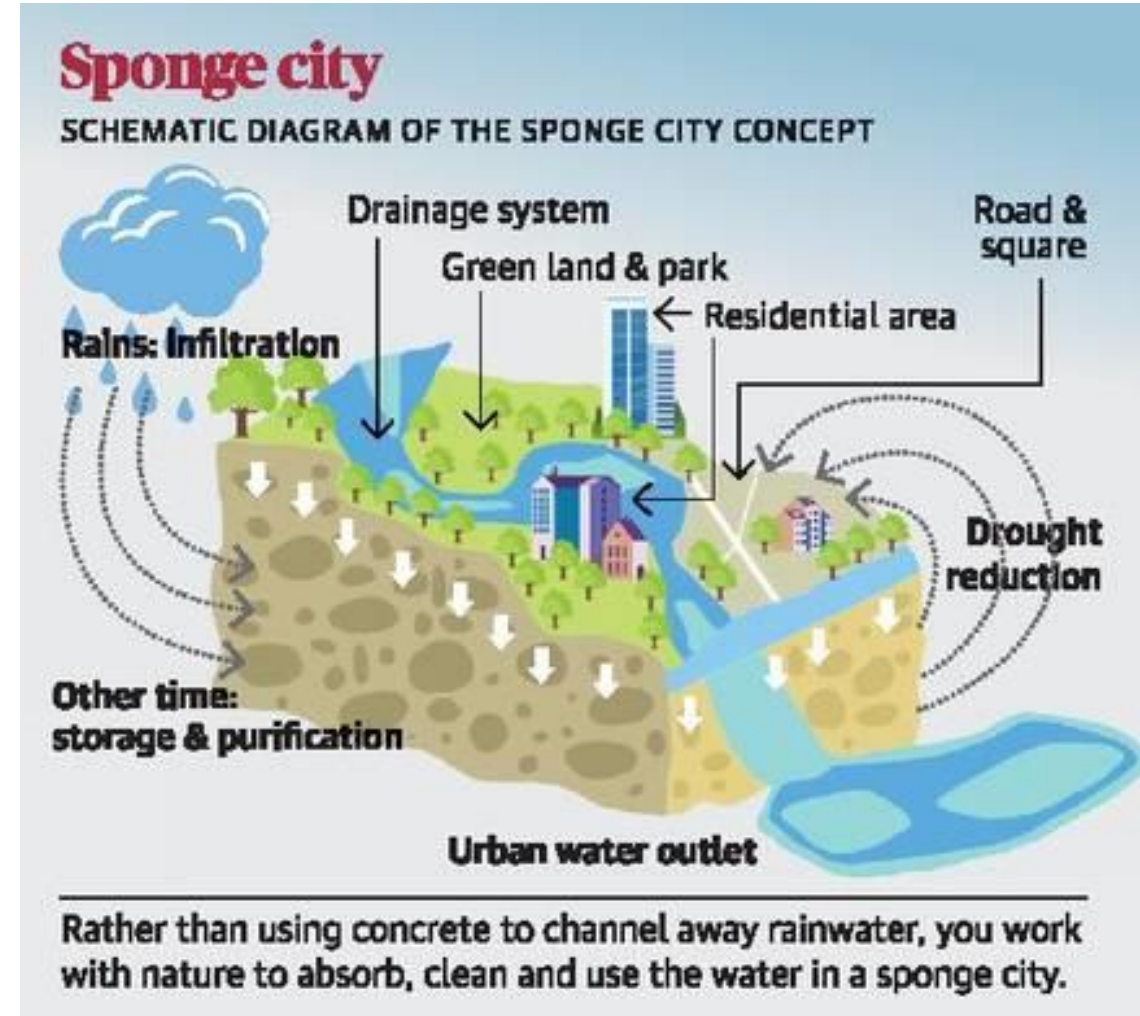 Sponge city
SCHEMATIC DIAGRAM OF THE SPONGE CITY CONCEPT
Drainage system
Green land & park
Road &
square
Residential area
Rains: Infiltration
Drought
reduction
Other time:
storage & purification
Urban water outlet
Rather than using concrete to channel away rainwater, you work
with nature to absorb, clean and use the water in a sponge city.